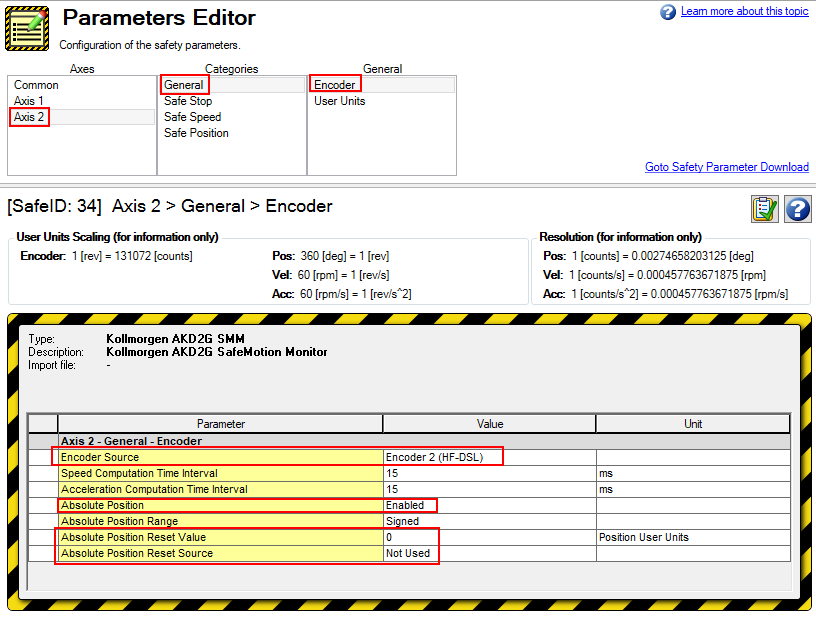 Parameters Editor
Learn more about this topic
Configuration of the safety parameters.
Axes Categories General
Common General Encoder
Axis 1 Safe Stop User Units
Axis 2 Safe Speed
Safe Position
Goto Safety Parameter Download
[SafeID: 34] Axis 2 > General > Encoder
User Units Scaling (for information only) Resolution (for information only)
Encoder: 1 [rev] = 131072 [counts] Pos: 360 [deg] = 1 [rev] Pos: 1 [counts] = 0.00274658203125 [deg]
Vel: 60 [rpm] = 1 [rev/s] Vel: 1 [counts/s] = 0.000457763671875 [rpm]
Acc: 60 [rpm/s] = 1 [rev/s^2] Acc: 1 [counts/s^2] = 0.000457763671875 [rpm/s]
Type: Kollmorgen AKD2G SMM
Description: Kollmorgen AKD2G SafeMotion Monitor
Import file: -
Parameter Value Unit
Axis 2 - General - Encoder
Encoder Source Encoder 2 (HF-DSL)
Speed Computation Time Interval 15 ms
Acceleration Computation Time Interval 15 ms
Absolute Position Enabled
Absolute Position Range Signed
Absolute Position Reset Value 0 Position User Units
Absolute Position Reset Source Not Used